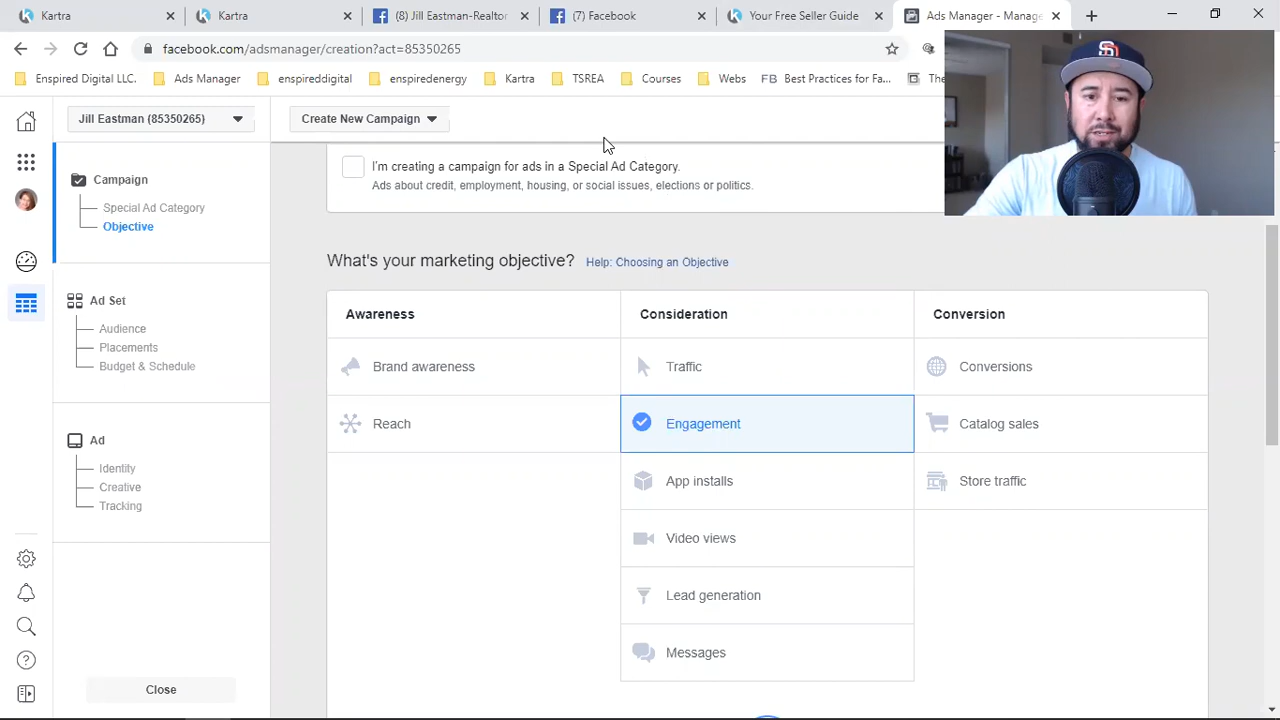 Kartra
Kartra
(8) Jill Eastman-Realtor
(7) Facebook
Your Free Seller Guide
Ads Manager - Manage
facebook.com/adsmanager/creation?act=85350265
Enspired Digital LLC.
Ads Manager
enspireddigital
enspiredenergy
Kartra
TSREA
Courses
Webs
FB Best Practices for Fa...
The
Jill Eastman (85350265)
Create New Campaign
I'm creating a campaign for ads in a Special Ad Category.
Ads about credit, employment, housing, or social issues, elections or politics.
Campaign
Special Ad Category
Objective
What's your marketing objective? Help: Choosing an Objective
Ad Set
Audience
Placements
Budget & Schedule
Ad
Identity
Creative
Tracking
Close
Awareness
Consideration
Conversion
Brand awareness
Traffic
Conversions
Reach
Engagement
Catalog sales
App installs
Store traffic
Video views
Lead generation
Messages